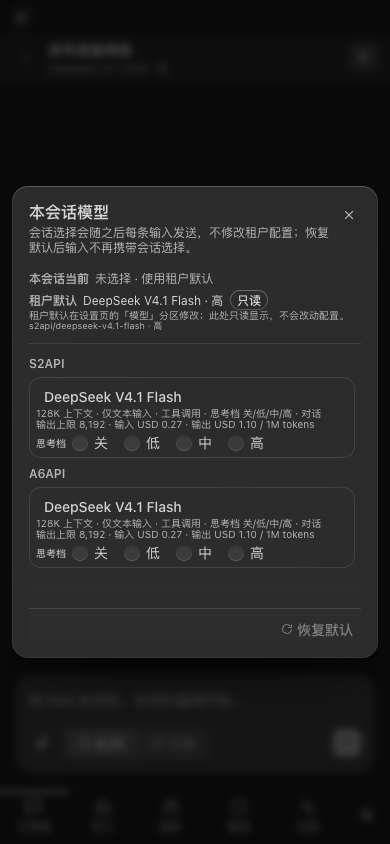 本会话模型
会话选择会随之后每条输入发送，不修改租户配置；恢复
默认后输入不再携带会话选择。
本会话当前 未选择 · 使用租户默认
租户默认 DeepSeek V4.1 Flash · 高 只读
租户默认在设置页的「模型」分区修改；此处只读显示，不会改动配置。
s2api/deepseek-v4.1-flash · 高
S2API
DeepSeek V4.1 Flash
128K 上下文 · 仅文本输入 · 工具调用 · 思考档 关/低/中/高 · 对话
输出上限 8,192 · 输入 USD 0.27 · 输出 USD 1.10 / 1M tokens
思考档 关 低 中 高
A6API
DeepSeek V4.1 Flash
128K 上下文 · 仅文本输入 · 工具调用 · 思考档 关/低/中/高 · 对话
输出上限 8,192 · 输入 USD 0.27 · 输出 USD 1.10 / 1M tokens
思考档 关 低 中 高
恢复默认